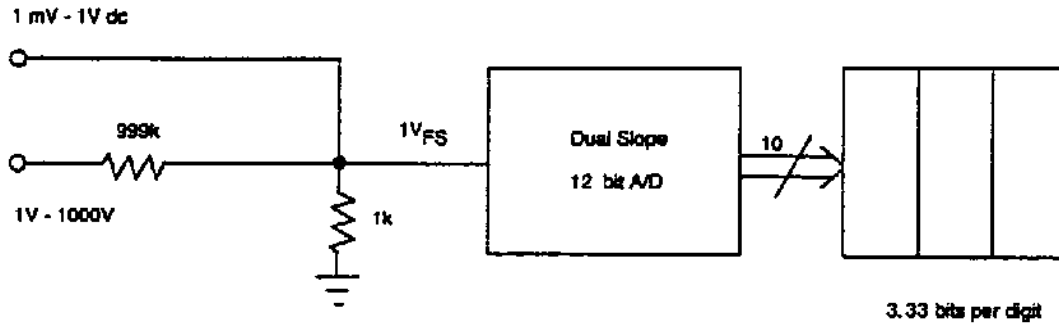 1 mV - 1V dc
999k
1V - 1000V
1k
1VFS
Dual Slope
12 bit A/D
10
3.33 bits per digit